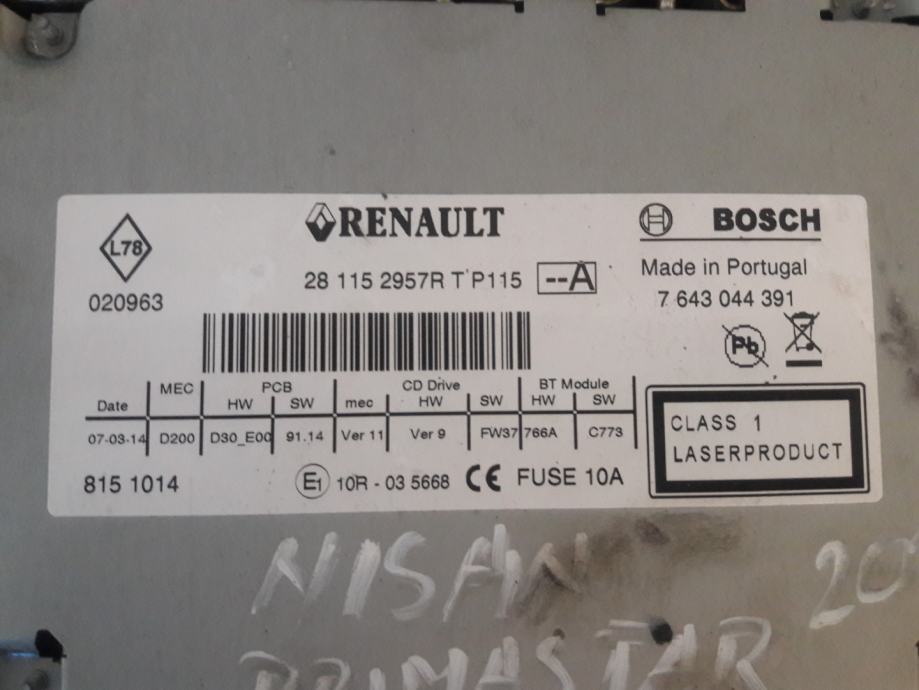 L78
RENAULT
BOSCH
28 115 2957R T P115 --A
Made in Portugal
020963
7 643 044 391
Pb
MEC PCB CD Drive BT Module
Date HW SW mec HW SW HW SW
07-03-14 D200 D30_E00 91.14 Ver 11 Ver 9 FW37 766A C773
CLASS 1
LASERPRODUCT
815 1014
E1 10R - 03 5668 CE FUSE 10A
NISAN
PRIMASTAR